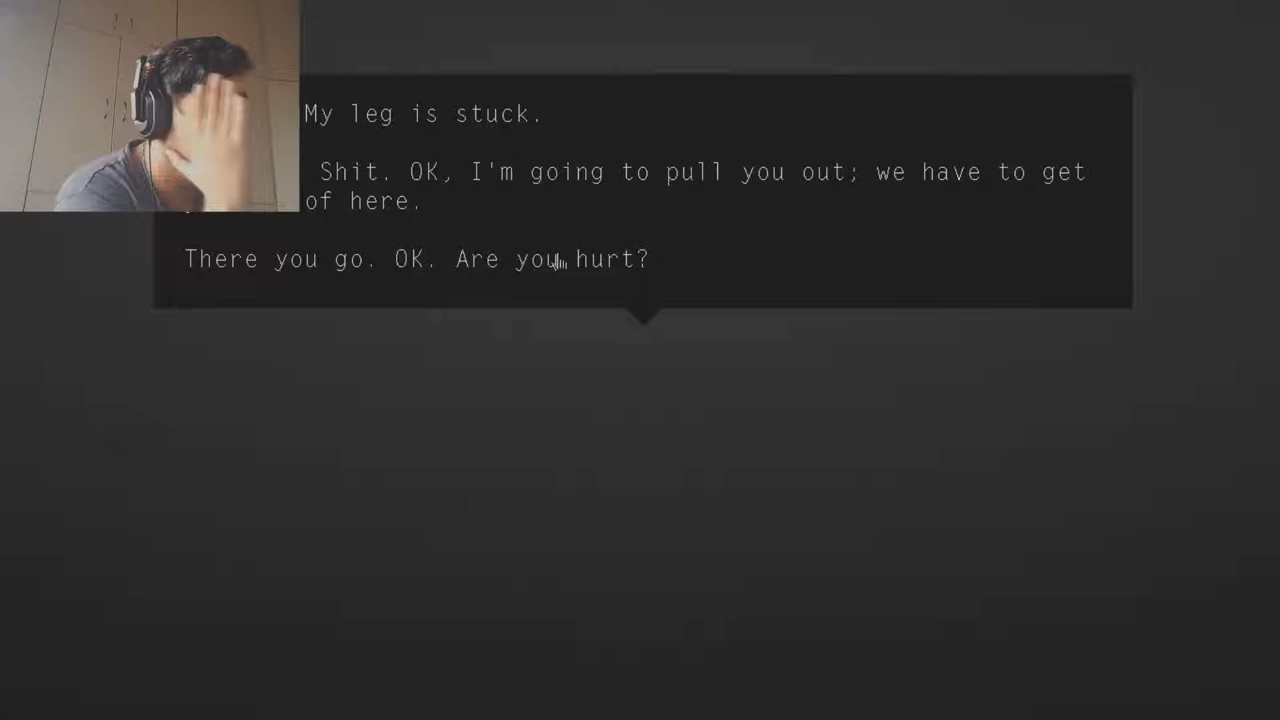 My leg is stuck.
Shit. OK, I'm going to pull you out; we have to get
of here.
There you go. OK. Are you hurt?